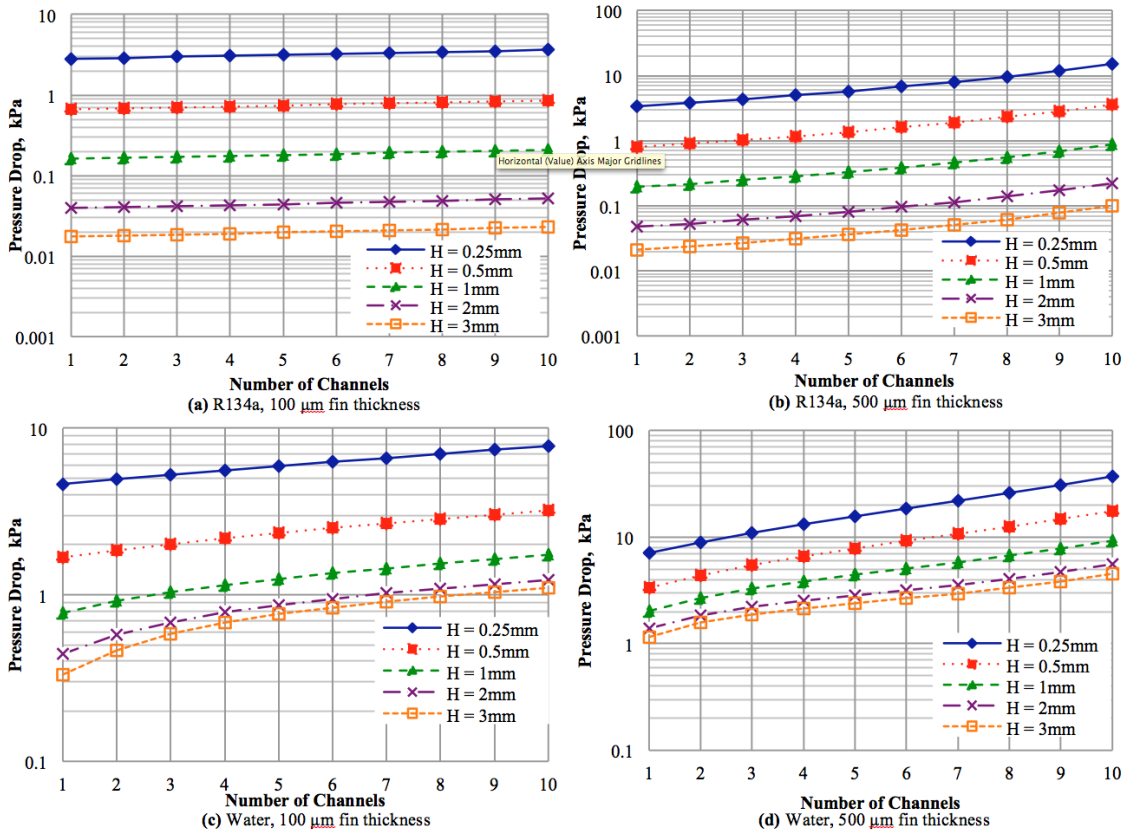 10
1
0.1
0.01
0.001
Pressure Drop, kPa
H = 0.25mm
H = 0.5mm
H = 1mm
H = 2mm
H = 3mm
1 2 3 4 5 6 7 8 9 10
Number of Channels
(a) R134a, 100 μm fin thickness
Horizontal (Value) Axis Major Gridlines
100
10
1
0.1
0.01
0.001
Pressure Drop, kPa
H = 0.25mm
H = 0.5mm
H = 1mm
H = 2mm
H = 3mm
1 2 3 4 5 6 7 8 9 10
Number of Channels
(b) R134a, 500 μm fin thickness
10
1
0.1
Pressure Drop, kPa
H = 0.25mm
H = 0.5mm
H = 1mm
H = 2mm
H = 3mm
1 2 3 4 5 6 7 8 9 10
Number of Channels
(c) Water, 100 μm fin thickness
100
10
1
0.1
Pressure Drop, kPa
H = 0.25mm
H = 0.5mm
H = 1mm
H = 2mm
H = 3mm
1 2 3 4 5 6 7 8 9 10
Number of Channels
(d) Water, 500 μm fin thickness